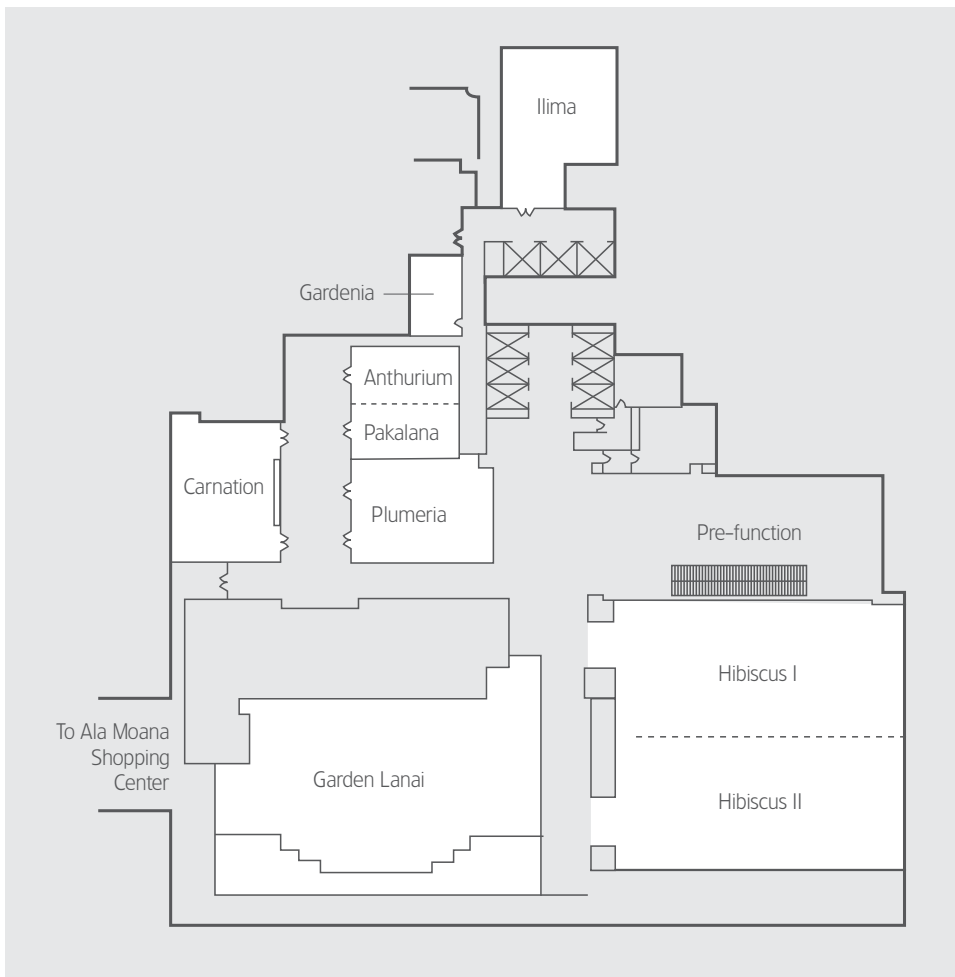 Ilima
Gardenia
Anthurium
Pakalana
Carnation
Plumeria
Pre-function
Hibiscus I
To Ala Moana
Shopping
Center
Garden Lanai
Hibiscus II